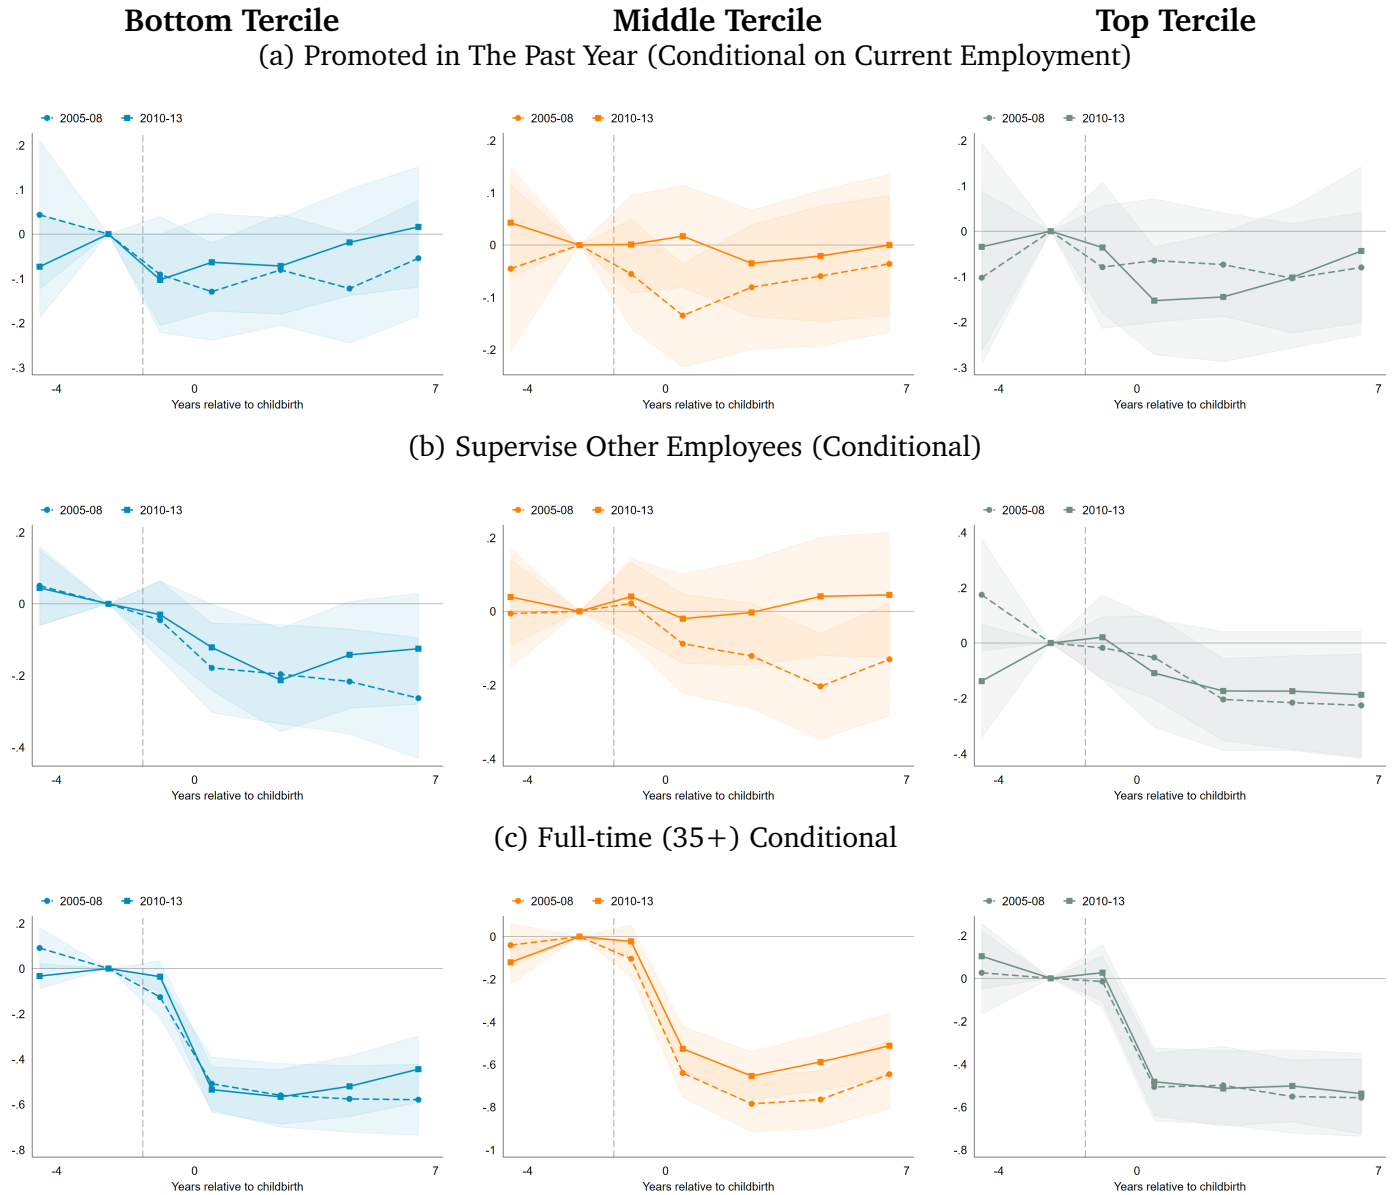 Bottom Tercile Middle Tercile Top Tercile
(a) Promoted in The Past Year (Conditional on Current Employment)
2005-08 2010-13
.2
.1
0
-.1
-.2
-.3
-4 0 7
Years relative to childbirth
2005-08 2010-13
.2
.1
0
-.1
-.2
-4 0 7
Years relative to childbirth
2005-08 2010-13
.2
.1
0
-.1
-.2
-.3
-4 0 7
Years relative to childbirth
(b) Supervise Other Employees (Conditional)
2005-08 2010-13
.2
0
-.2
-.4
-4 0 7
Years relative to childbirth
2005-08 2010-13
.2
0
-.2
-.4
-4 0 7
Years relative to childbirth
2005-08 2010-13
.4
.2
0
-.2
-.4
-4 0 7
Years relative to childbirth
(c) Full-time (35+) Conditional
2005-08 2010-13
.2
0
-.2
-.4
-.6
-.8
-4 0 7
Years relative to childbirth
2005-08 2010-13
0
-.2
-.4
-.6
-.8
-1
-4 0 7
Years relative to childbirth
2005-08 2010-13
.2
0
-.2
-.4
-.6
-.8
-4 0 7
Years relative to childbirth